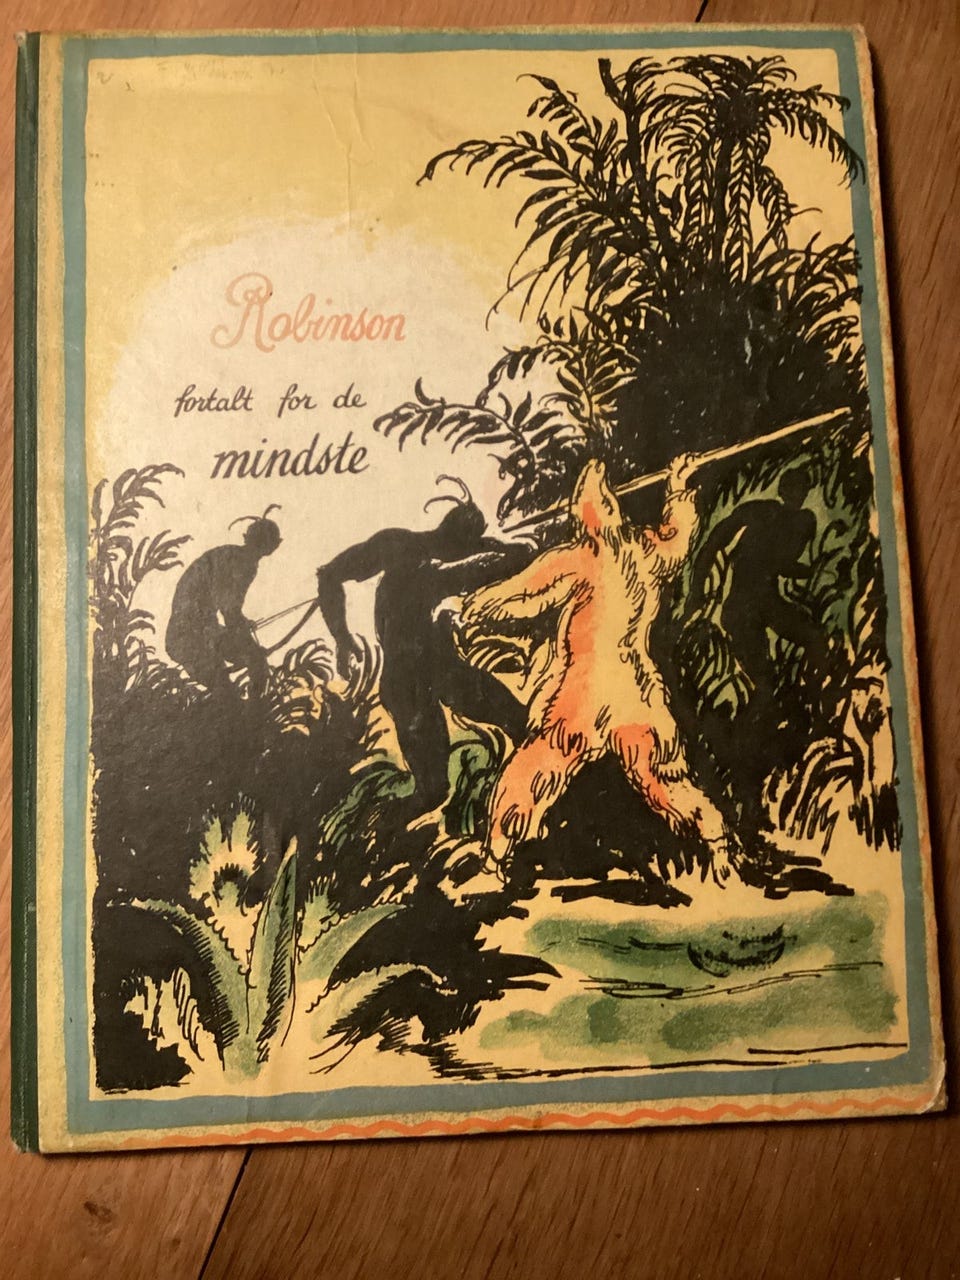 Robinson
fortalt for de
mindste